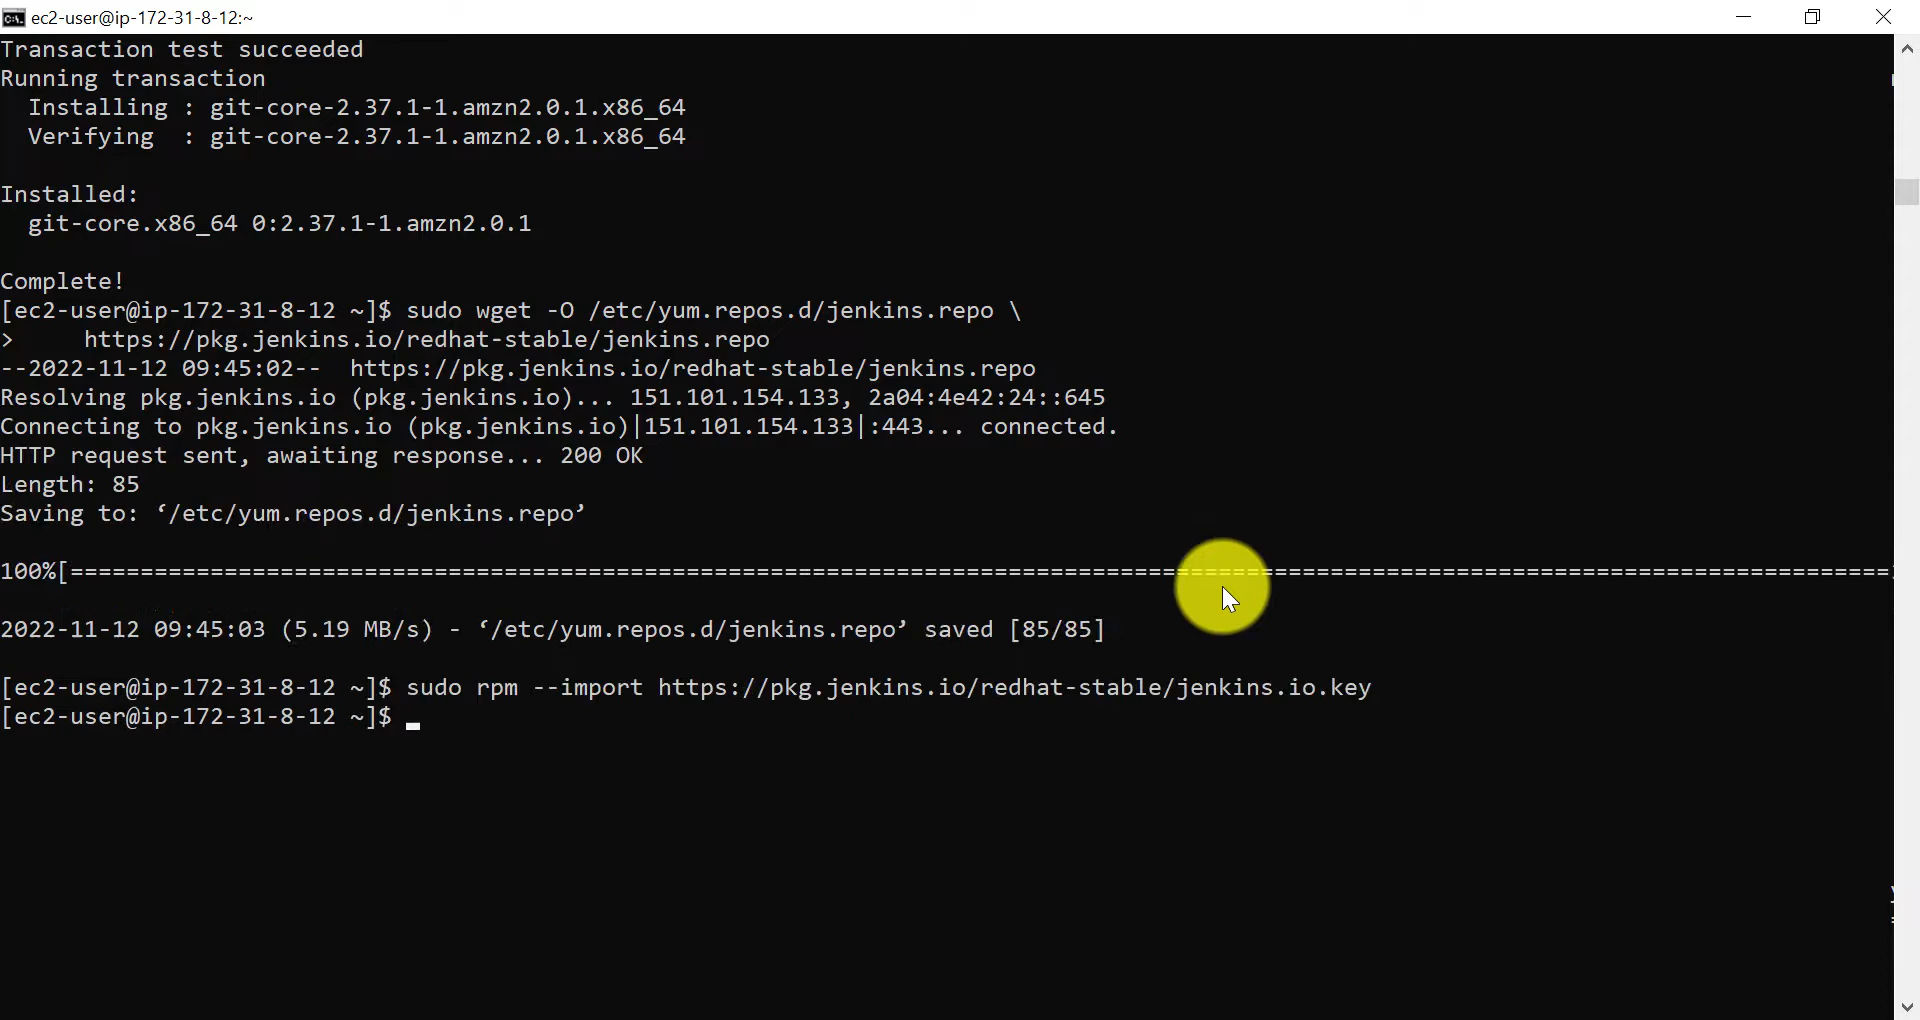 ec2-user@ip-172-31-8-12:~
Transaction test succeeded
Running transaction
  Installing : git-core-2.37.1-1.amzn2.0.1.x86_64
  Verifying  : git-core-2.37.1-1.amzn2.0.1.x86_64

Installed:
  git-core.x86_64 0:2.37.1-1.amzn2.0.1

Complete!
[ec2-user@ip-172-31-8-12 ~]$ sudo wget -O /etc/yum.repos.d/jenkins.repo \
>     https://pkg.jenkins.io/redhat-stable/jenkins.repo
--2022-11-12 09:45:02--  https://pkg.jenkins.io/redhat-stable/jenkins.repo
Resolving pkg.jenkins.io (pkg.jenkins.io)... 151.101.154.133, 2a04:4e42:24::645
Connecting to pkg.jenkins.io (pkg.jenkins.io)|151.101.154.133|:443... connected.
HTTP request sent, awaiting response... 200 OK
Length: 85
Saving to: ‘/etc/yum.repos.d/jenkins.repo’

100%[==================================================================================================================================

2022-11-12 09:45:03 (5.19 MB/s) - ‘/etc/yum.repos.d/jenkins.repo’ saved [85/85]

[ec2-user@ip-172-31-8-12 ~]$ sudo rpm --import https://pkg.jenkins.io/redhat-stable/jenkins.io.key
[ec2-user@ip-172-31-8-12 ~]$